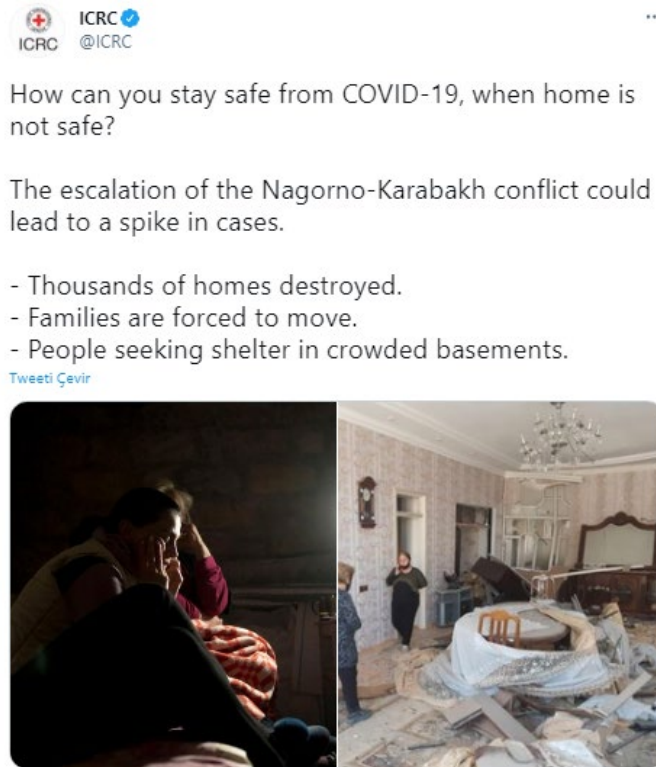 ICRC
ICRC
@ICRC
How can you stay safe from COVID-19, when home is
not safe?
The escalation of the Nagorno-Karabakh conflict could
lead to a spike in cases.
- Thousands of homes destroyed.
- Families are forced to move.
- People seeking shelter in crowded basements.
Tweeti Çevir